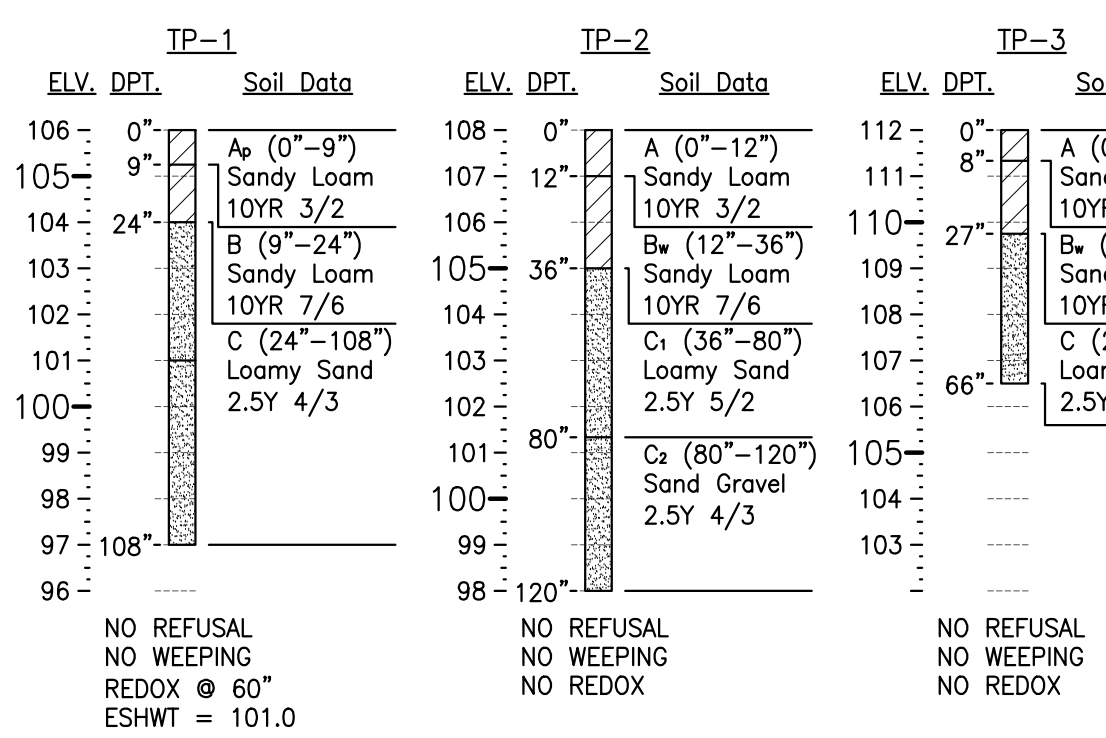 TP-1
ELV. DPT. Soil Data
106
105
104
103
102
101
100
99
98
97
96
0"
9"
24"
108"
Ap (0"-9")
Sandy Loam
10YR 3/2
B (9"-24")
Sandy Loam
10YR 7/6
C (24"-108")
Loamy Sand
2.5Y 4/3
NO REFUSAL
NO WEEPING
REDOX @ 60"
ESHWT = 101.0
TP-2
ELV. DPT. Soil Data
108
107
106
105
104
103
102
101
100
99
98
0"
12"
36"
80"
120"
A (0"-12")
Sandy Loam
10YR 3/2
Bw (12"-36")
Sandy Loam
10YR 7/6
C1 (36"-80")
Loamy Sand
2.5Y 5/2
C2 (80"-120")
Sand Gravel
2.5Y 4/3
NO REFUSAL
NO WEEPING
NO REDOX
TP-3
ELV. DPT.
112
111
110
109
108
107
106
105
104
103
0"
8"
27"
66"
A
Bw
C
NO REFUSAL
NO WEEPING
NO REDOX